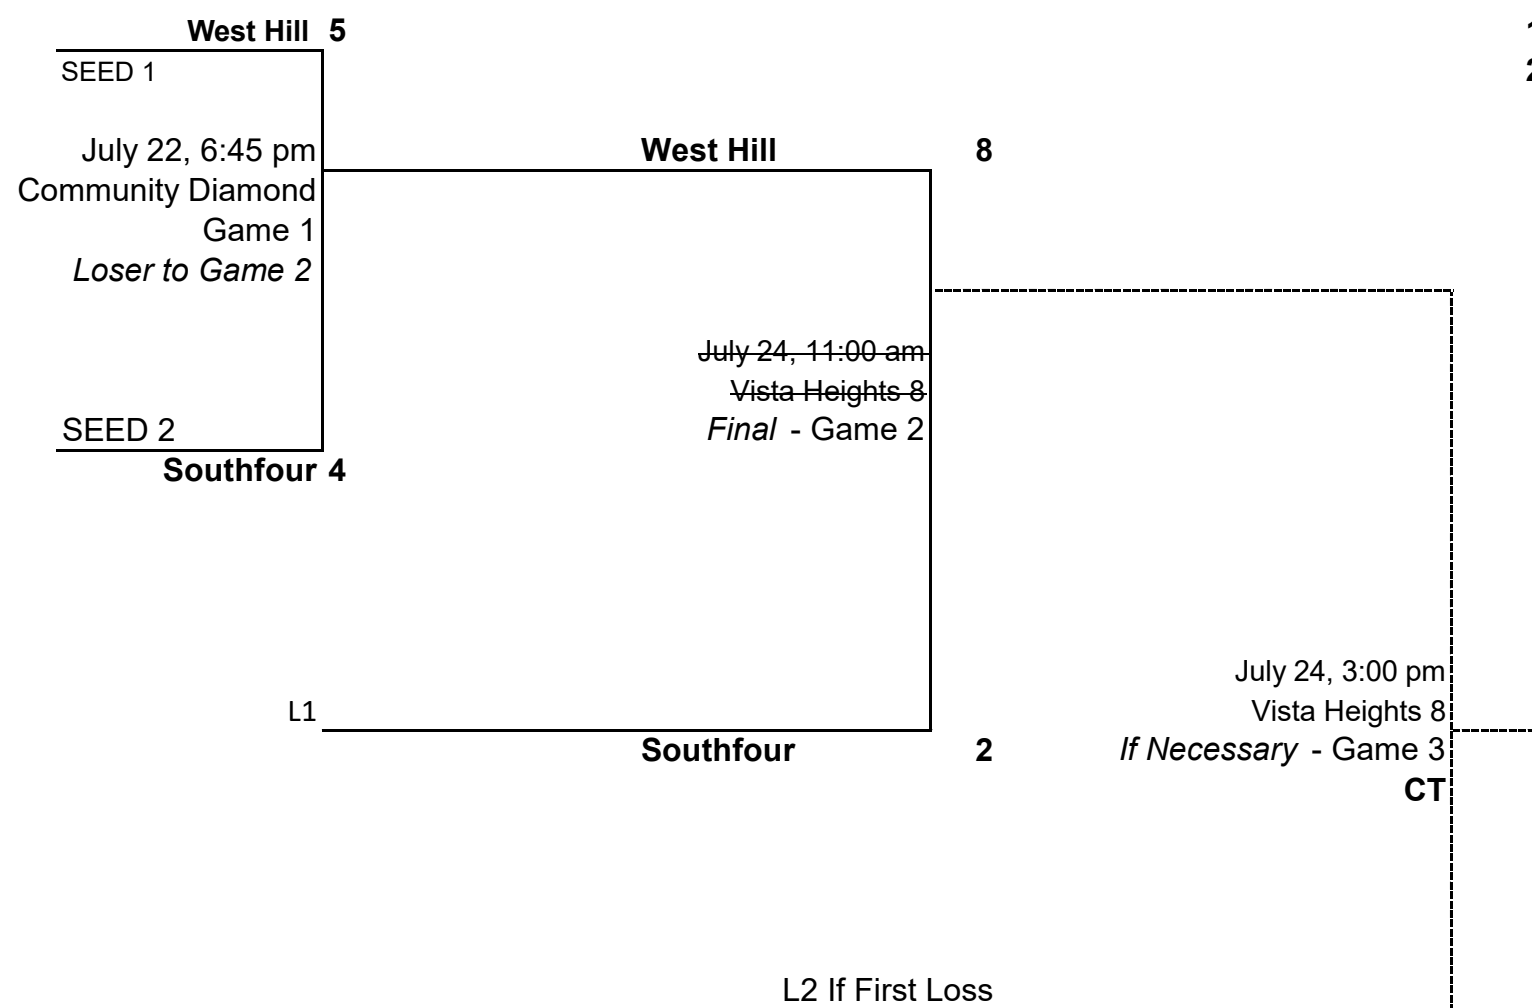 West Hill 5
SEED 1
July 22, 6:45 pm
Community Diamond
Game 1
Loser to Game 2
SEED 2
Southfour 4
West Hill 8
July 24, 11:00 am
Vista Heights 8
Final - Game 2
L1
Southfour 2
July 24, 3:00 pm
Vista Heights 8
If Necessary - Game 3
CT
L2 If First Loss